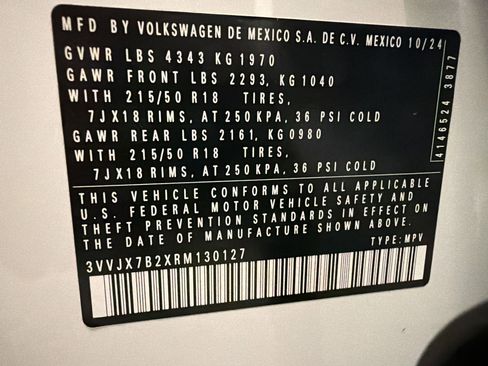 MFD BY VOLKSWAGEN DE MEXICO S.A. DE C.V. MEXICO 10/24
GVWR LBS 4343 KG 1970
GAWR FRONT LBS 2293, KG 1040
WITH 215/50 R18 TIRES,
7JX18 RIMS, AT 250 KPA, 36 PSI COLD
GAWR REAR LBS 2161, KG 0980
WITH 215/50 R18 TIRES,
7JX18 RIMS, AT 250 KPA, 36 PSI COLD
THIS VEHICLE CONFORMS TO ALL APPLICABLE
U.S. FEDERAL MOTOR VEHICLE SAFETY AND
THEFT PREVENTION STANDARDS IN EFFECT ON
THE DATE OF MANUFACTURE SHOWN ABOVE.
3VVJX7B2XRM130127
TYPE: MPV
4146524 3877